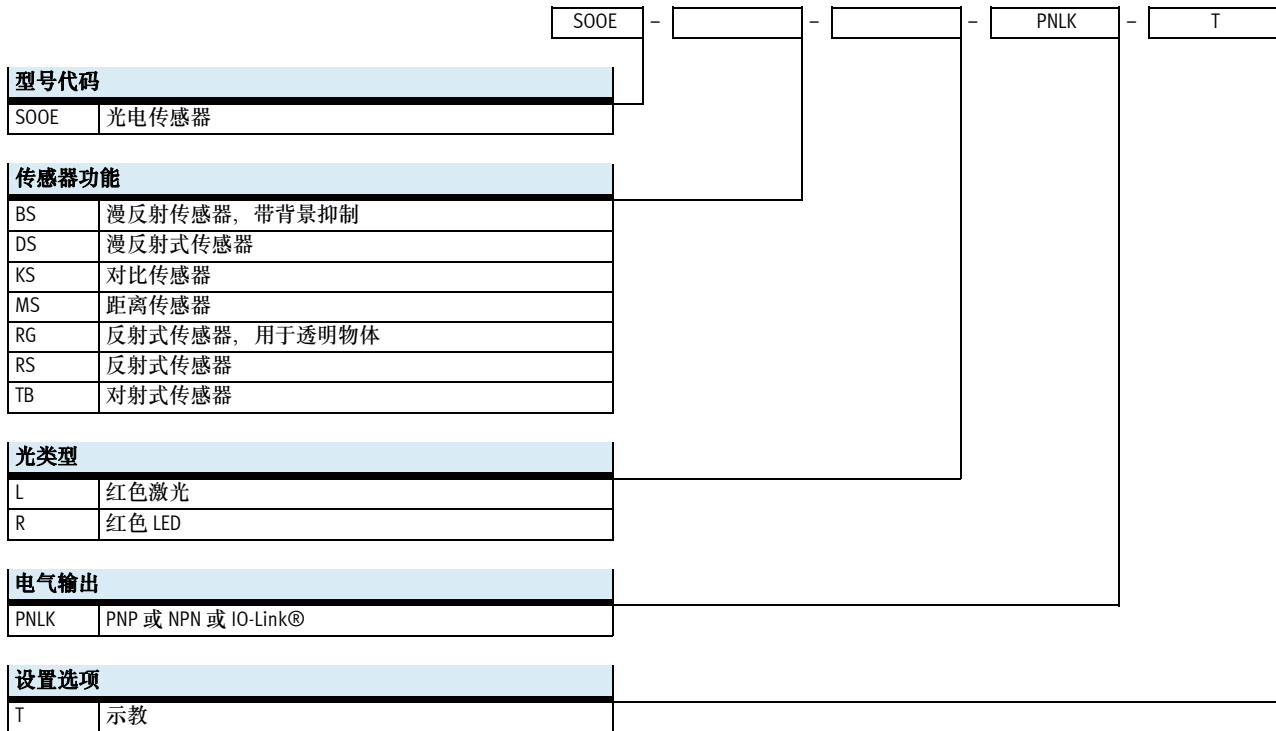 SOOE – – – PNLK – T
型号代码
SOOE 光电传感器
传感器功能
BS 漫反射传感器，带背景抑制
DS 漫反射式传感器
KS 对比传感器
MS 距离传感器
RG 反射式传感器，用于透明物体
RS 反射式传感器
TB 对射式传感器
光类型
L 红色激光
R 红色 LED
电气输出
PNLK PNP 或 NPN 或 IO-Link®
设置选项
T 示教